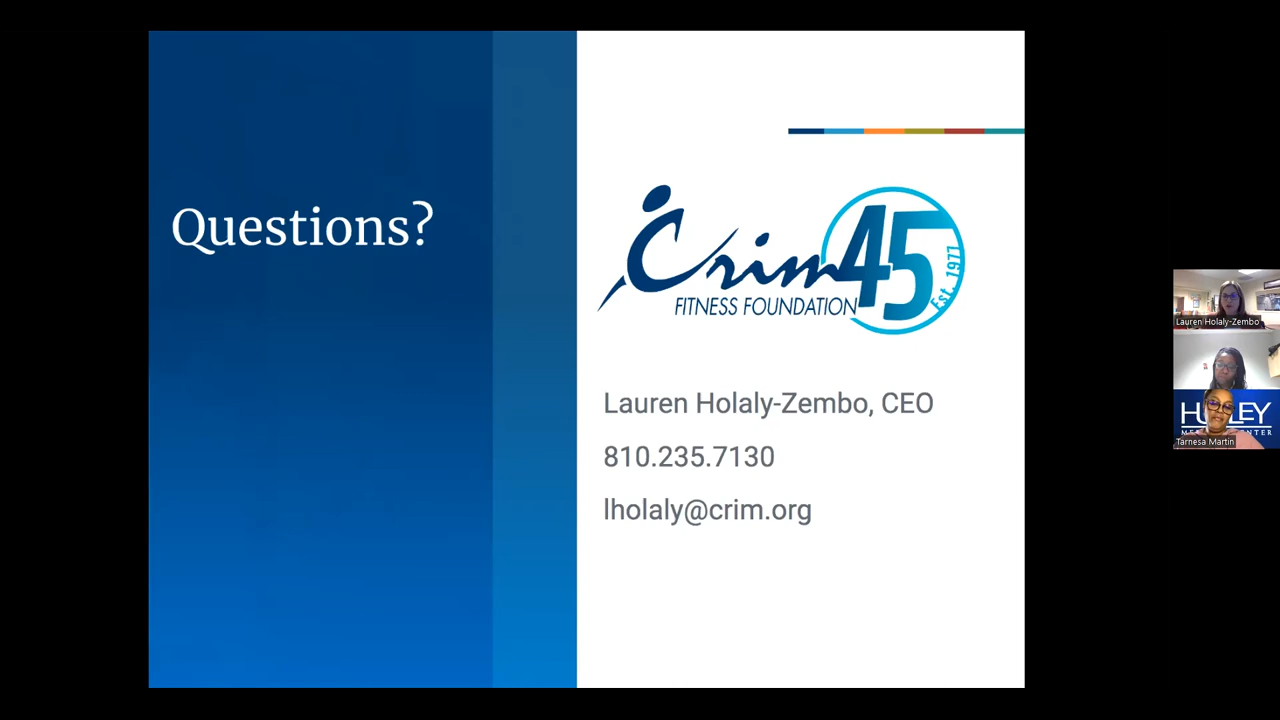 Questions?
Crim 45
FITNESS FOUNDATION
Est. 1977
Lauren Holaly-Zembo, CEO
810.235.7130
lholaly@crim.org
Lauren Holaly-Zembo
Tarnesa Martin